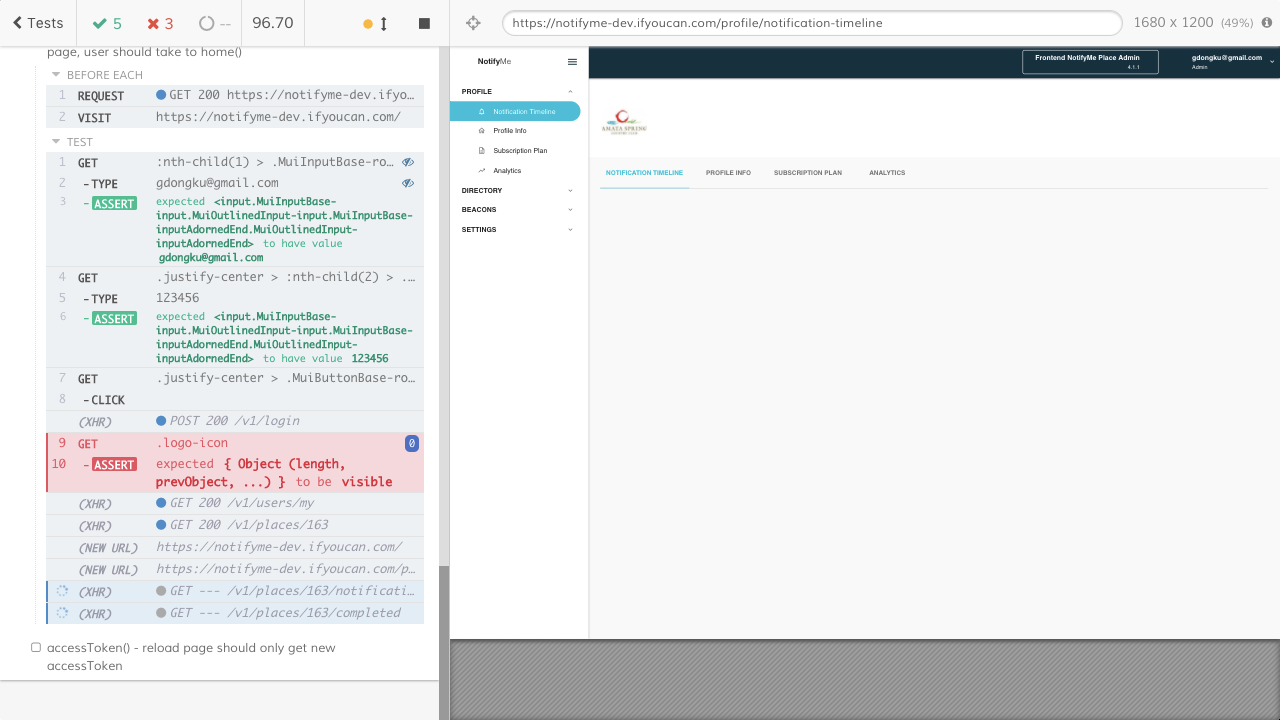 Tests
5
3
--
96.70
https://notifyme-dev.ifyoucan.com/profile/notification-timeline
1680 x 1200 (49%)
page, user should take to home()
BEFORE EACH
1 REQUEST GET 200 https://notifyme-dev.ifyo...
VISIT https://notifyme-dev.ifyoucan.com/
TEST
1 GET :nth-child(1) > .MuiInputBase-ro...
2 -TYPE gdongku@gmail.com
3 -ASSERT expected <input.MuiInputBase-
input.MuiOutlinedInput-input.MuiInputBase-
inputAdornedEnd.MuiOutlinedInput-
inputAdornedEnd> to have value
gdongku@gmail.com
4 GET .justify-center > :nth-child(2) > ...
5 -TYPE 123456
6 -ASSERT expected <input.MuiInputBase-
input.MuiOutlinedInput-input.MuiInputBase-
inputAdornedEnd.MuiOutlinedInput-
inputAdornedEnd> to have value 123456
7 GET .justify-center > .MuiButtonBase-ro...
8 -CLICK
(XHR) POST 200 /v1/login
9 GET .logo-icon 0
10 -ASSERT expected { Object (length,
prevObject, ...) } to be visible
(XHR) GET 200 /v1/users/my
(XHR) GET 200 /v1/places/163
(NEW URL) https://notifyme-dev.ifyoucan.com/
(NEW URL) https://notifyme-dev.ifyoucan.com/p...
(XHR) GET --- /v1/places/163/notificati...
(XHR) GET --- /v1/places/163/completed
accessToken() - reload page should only get new
accessToken
NotifyMe
PROFILE
Notification Timeline
Profile Info
Subscription Plan
Analytics
DIRECTORY
BEACONS
SETTINGS
Frontend NotifyMe Place Admin
4.1.1
gdongku@gmail.com
Admin
AMATA SPRING
COUNTRY CLUB
NOTIFICATION TIMELINE PROFILE INFO SUBSCRIPTION PLAN ANALYTICS